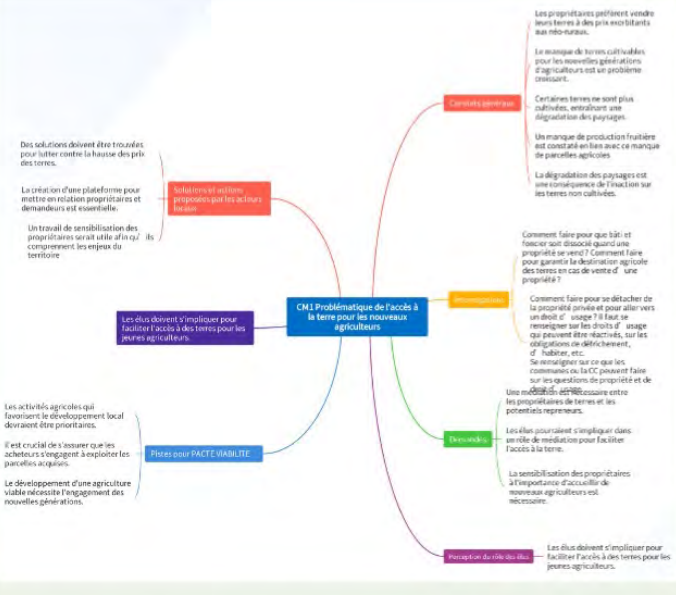 Les propriétaires préfèrent vendre
leurs terres à des prix exorbitants
aux néo-ruraux.
Le manque de terres cultivables
pour les nouvelles générations
d'agriculteurs est un problème
croissant.
Constats généraux
Certaines terres ne sont plus
cultivées, entraînant une
dégradation des paysages
Un manque de production fruitière
est constaté en lien avec ce manque
de parcelles agricoles
La dégradation des paysages est
une conséquence de l'inaction sur
les terres non cultivées.
Des solutions doivent être trouvées
pour lutter contre la hausse des prix
des terres.
La création d'une plateforme pour
mettre en relation propriétaires et
demandeurs est essentielle.
Un travail de sensibilisation des
propriétaires serait utile afin qu' ils
comprennent les enjeux du
territoire
Solutions et actions
proposées par les acteurs
locaux
Comment faire pour que bâti et
foncier soit dissocié quand une
propriété se vend ? Comment faire
pour garantir la destination agricole
des terres en cas de vente d' une
propriété ?
Interrogations
Comment faire pour se détacher de
la propriété privée et pour aller vers
un droit d' usage ? Il faut se
renseigner sur les droits d' usage
qui peuvent être réactivés, sur les
obligations de défrichement,
d' habiter, etc.
Se renseigner sur ce que les
communes ou la CC peuvent faire
sur les questions de propriété et de
droit d' usage
CM1 Problématique de l'accès à
la terre pour les nouveaux
agriculteurs
Les élus doivent s'impliquer pour
faciliter l'accès à des terres pour les
jeunes agriculteurs.
Une médiation est nécessaire entre
les propriétaires de terres et les
potentiels repreneurs.
Demandes
Les élus pourraient s'impliquer dans
un rôle de médiation pour faciliter
l'accès à la terre.
La sensibilisation des propriétaires
à l'importance d'accueillir de
nouveaux agriculteurs est
nécessaire.
Les activités agricoles qui
favorisent le développement local
devraient être prioritaires.
Il est crucial de s'assurer que les
acheteurs s'engagent à exploiter les
parcelles acquises.
Le développement d'une agriculture
viable nécessite l'engagement des
nouvelles générations.
Pistes pour PACTE VIABILITE
Perception du rôle des élus
Les élus doivent s'impliquer pour
faciliter l'accès à des terres pour les
jeunes agriculteurs.